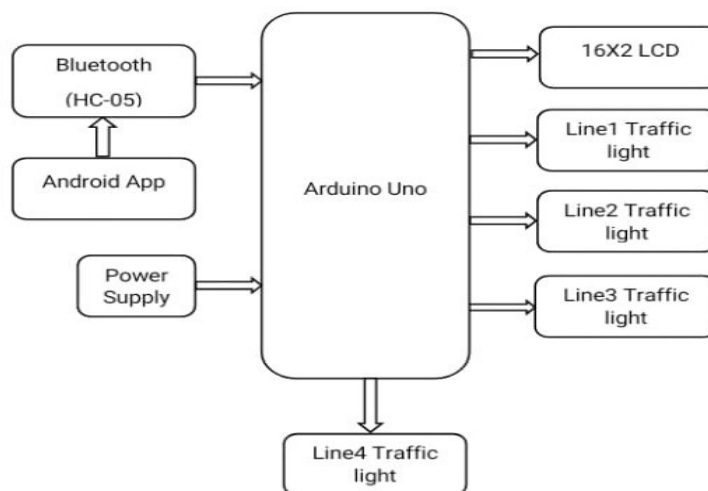 Bluetooth
(HC-05)
Android App
Power
Supply
Arduino Uno
16X2 LCD
Line1 Traffic
light
Line2 Traffic
light
Line3 Traffic
light
Line4 Traffic
light